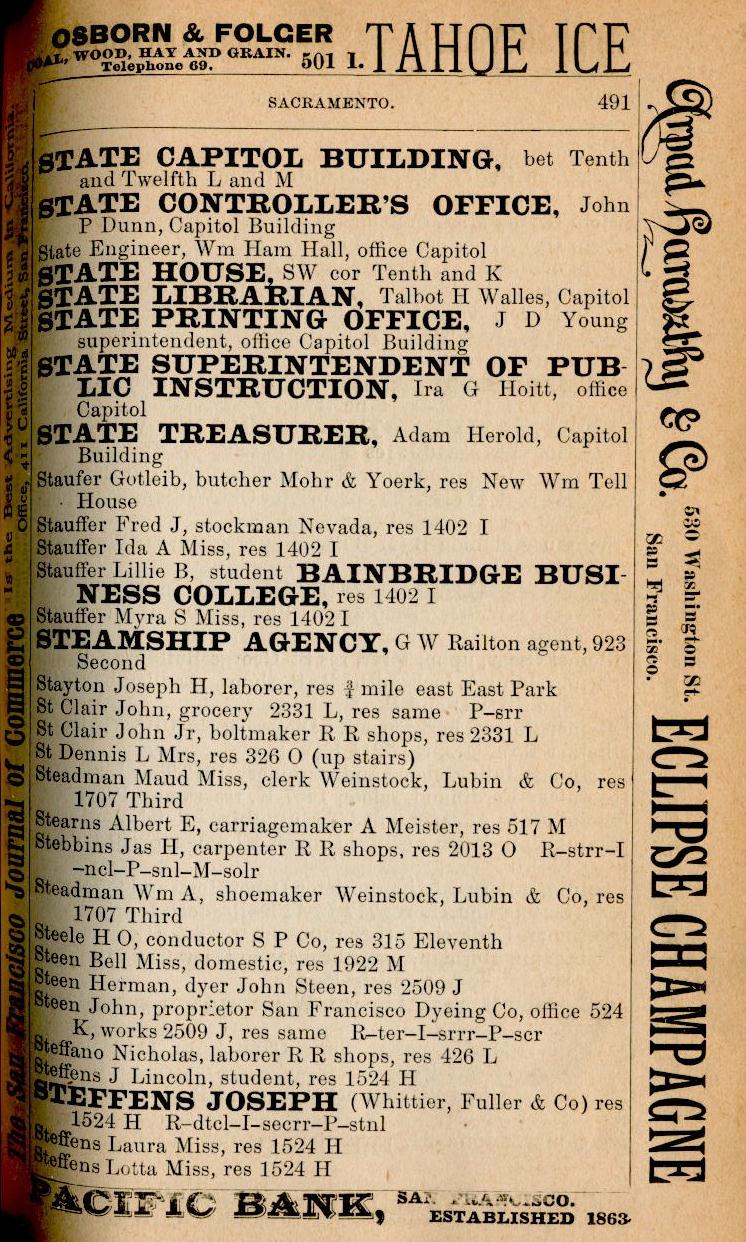 OSBORN & FOLGER
COAL, WOOD, HAY AND GRAIN.
Telephone 69.
501 I.
TAHOE ICE
SACRAMENTO.
491
STATE CAPITOL BUILDING, bet Tenth
and Twelfth L and M
STATE CONTROLLER'S OFFICE, John
P Dunn, Capitol Building
State Engineer, Wm Ham Hall, office Capitol
STATE HOUSE, SW cor Tenth and K
STATE LIBRARIAN, Talbot H Walles, Capitol
STATE PRINTING OFFICE, J D Young
superintendent, office Capitol Building
STATE SUPERINTENDENT OF PUB-
LIC INSTRUCTION, Ira G Hoitt, office
Capitol
STATE TREASURER, Adam Herold, Capitol
Building
Staufer Gotleib, butcher Mohr & Yoerk, res New Wm Tell
House
Stauffer Fred J, stockman Nevada, res 1402 I
Stauffer Ida A Miss, res 1402 I
Stauffer Lillie B, student BAINBRIDGE BUSI-
NESS COLLEGE, res 1402 I
Stauffer Myra S Miss, res 1402 I
STEAMSHIP AGENCY, G W Railton agent, 923
Second
Stayton Joseph H, laborer, res ¾ mile east East Park
St Clair John, grocery 2331 L, res same P-srr
St Clair John Jr, boltmaker R R shops, res 2331 L
St Dennis L Mrs, res 326 O (up stairs)
Steadman Maud Miss, clerk Weinstock, Lubin & Co, res
1707 Third
Stearns Albert E, carriagemaker A Meister, res 517 M
Stebbins Jas H, carpenter R R shops, res 2013 O R-strr-I
-ncl-P-snl-M-solr
Steadman Wm A, shoemaker Weinstock, Lubin & Co, res
1707 Third
Steele H O, conductor S P Co, res 315 Eleventh
Steen Bell Miss, domestic, res 1922 M
Steen Herman, dyer John Steen, res 2509 J
Steen John, proprietor San Francisco Dyeing Co, office 524
K, works 2509 J, res same R-ter-I-srrr-P-scr
Steffano Nicholas, laborer R R shops, res 426 L
Steffens J Lincoln, student, res 1524 H
STEFFENS JOSEPH (Whittier, Fuller & Co) res
1524 H R-dtcl-I-secrr-P-stnl
Steffens Laura Miss, res 1524 H
Steffens Lotta Miss, res 1524 H
PACIFIC BANK, SAN FRANCISCO.
ESTABLISHED 1863.
Arpad Haraszthy & Co.
530 Washington St.
San Francisco.
ECLIPSE CHAMPAGNE
The San Francisco Journal of Commerce Is the Best Advertising Medium in California.
Office, 411 California Street, San Francisco.